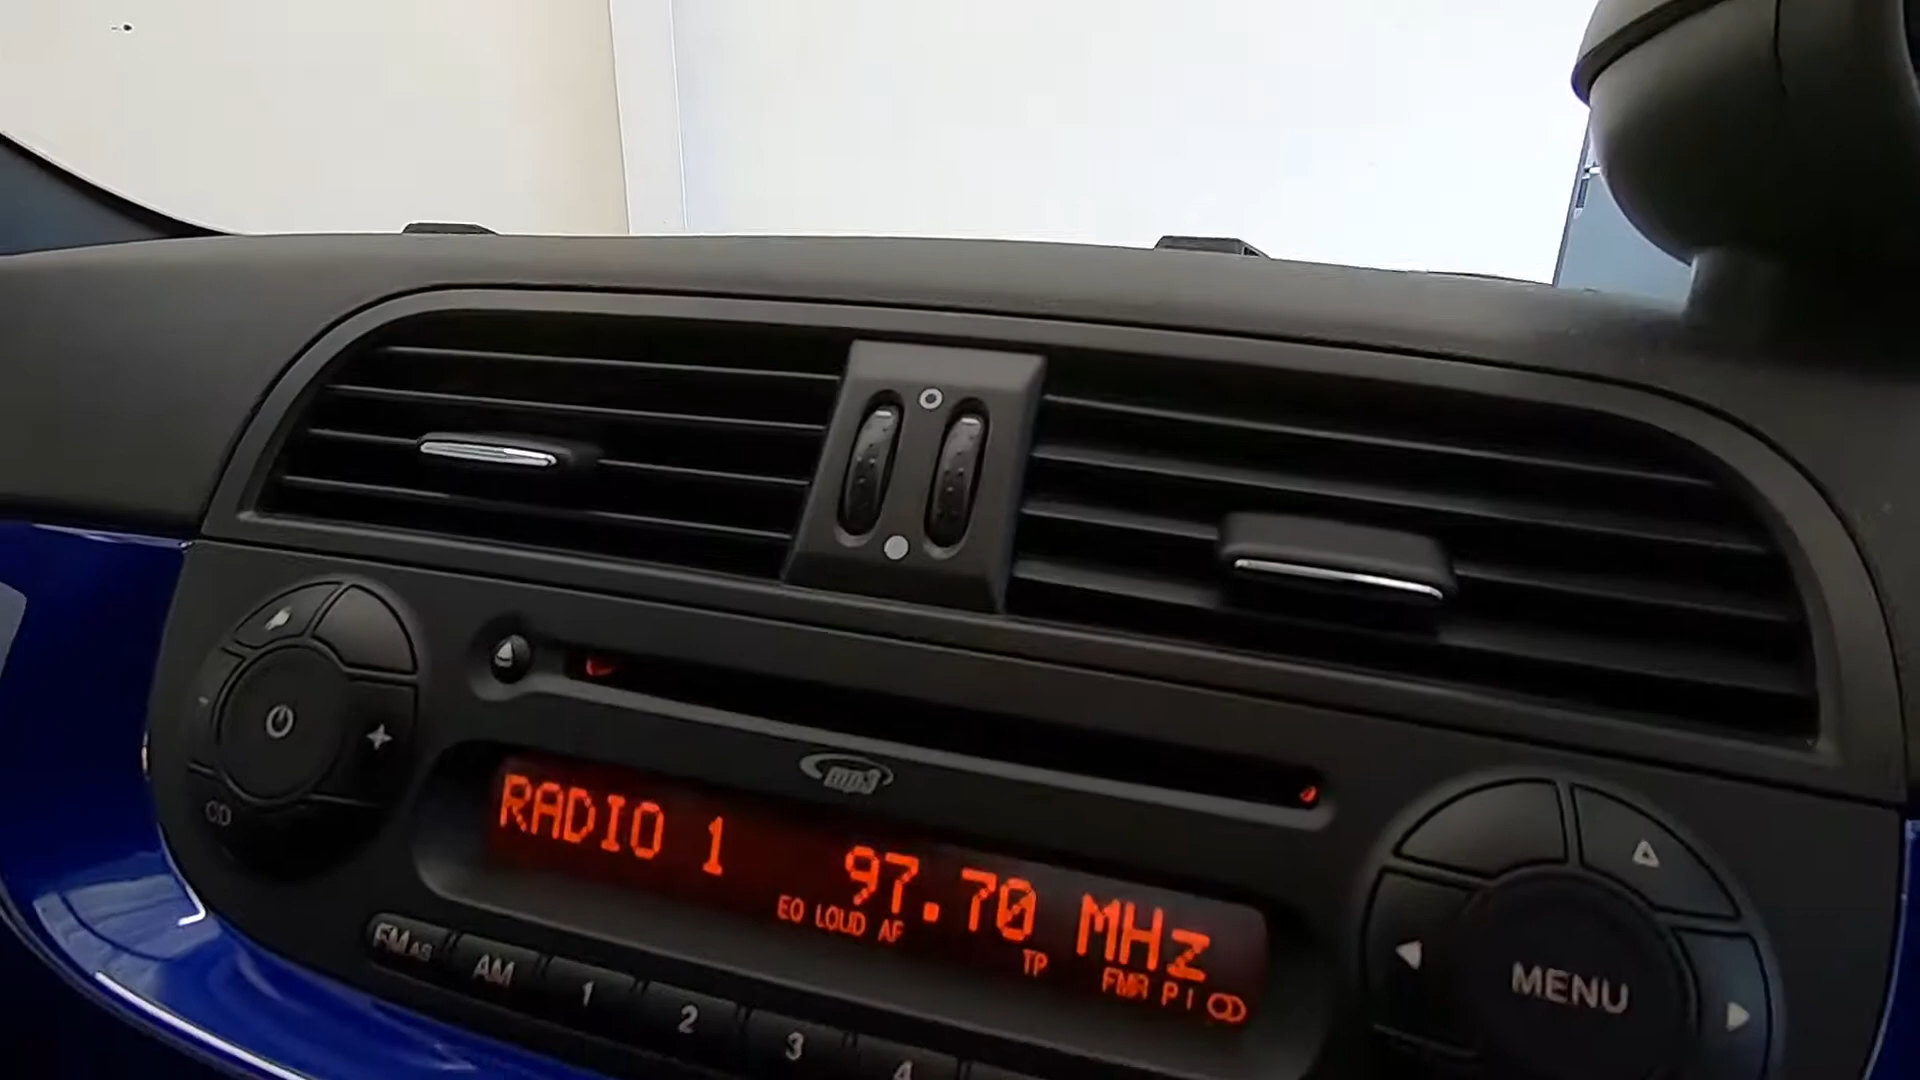 mp3
RADIO 1 97.70 MHz
EQ LOUD AF TP FMR P I
CD
FM AS AM 1 2 3 4
MENU